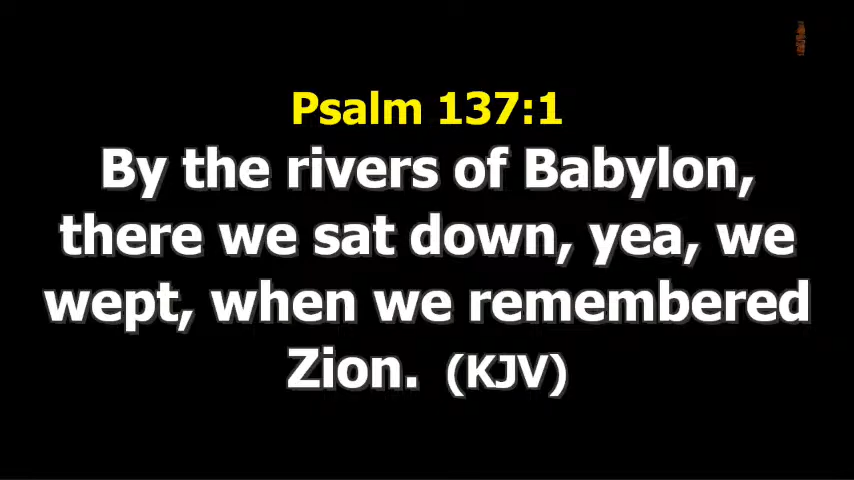 Psalm 137:1
By the rivers of Babylon,
there we sat down, yea, we
wept, when we remembered
Zion. (KJV)